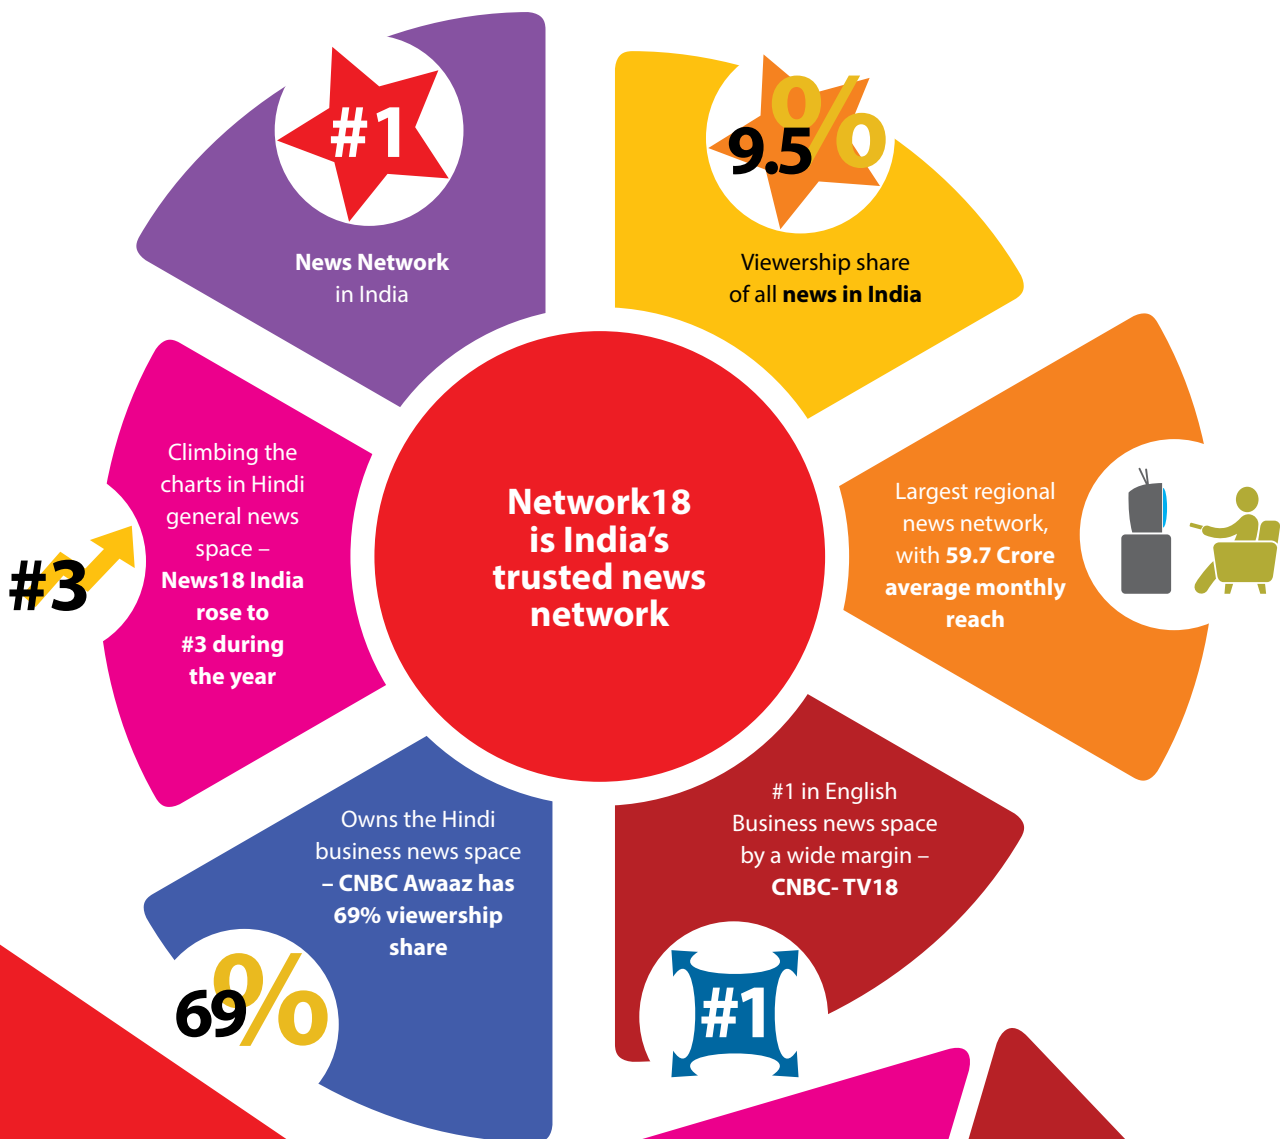 #1
News Network
in India
9.5%
Viewership share
of all news in India
Largest regional
news network,
with 59.7 Crore
average monthly
reach
#1 in English
Business news space
by a wide margin –
CNBC- TV18
#1
Owns the Hindi
business news space
– CNBC Awaaz has
69% viewership
share
69%
Climbing the
charts in Hindi
general news
space –
News18 India
rose to
#3 during
the year
#3
Network18
is India’s
trusted news
network